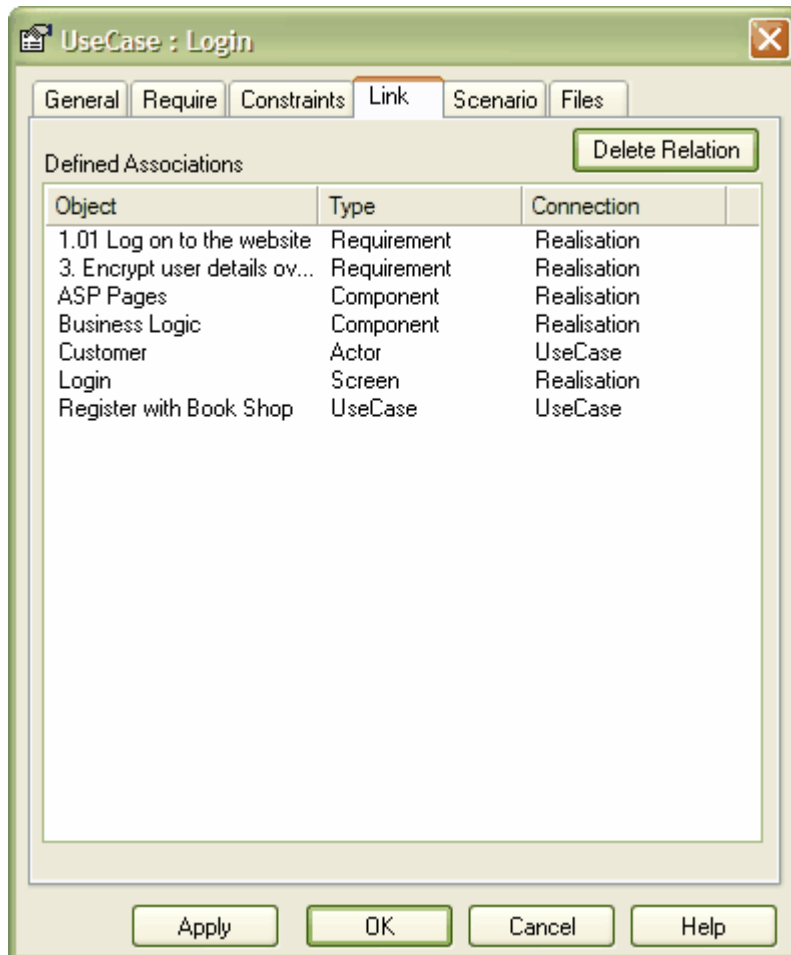 UseCase : Login
General Require Constraints Link Scenario Files
Delete Relation
Defined Associations
Object Type Connection
1.01 Log on to the website Requirement Realisation
3. Encrypt user details ov... Requirement Realisation
ASP Pages Component Realisation
Business Logic Component Realisation
Customer Actor UseCase
Login Screen Realisation
Register with Book Shop UseCase UseCase
Apply OK Cancel Help